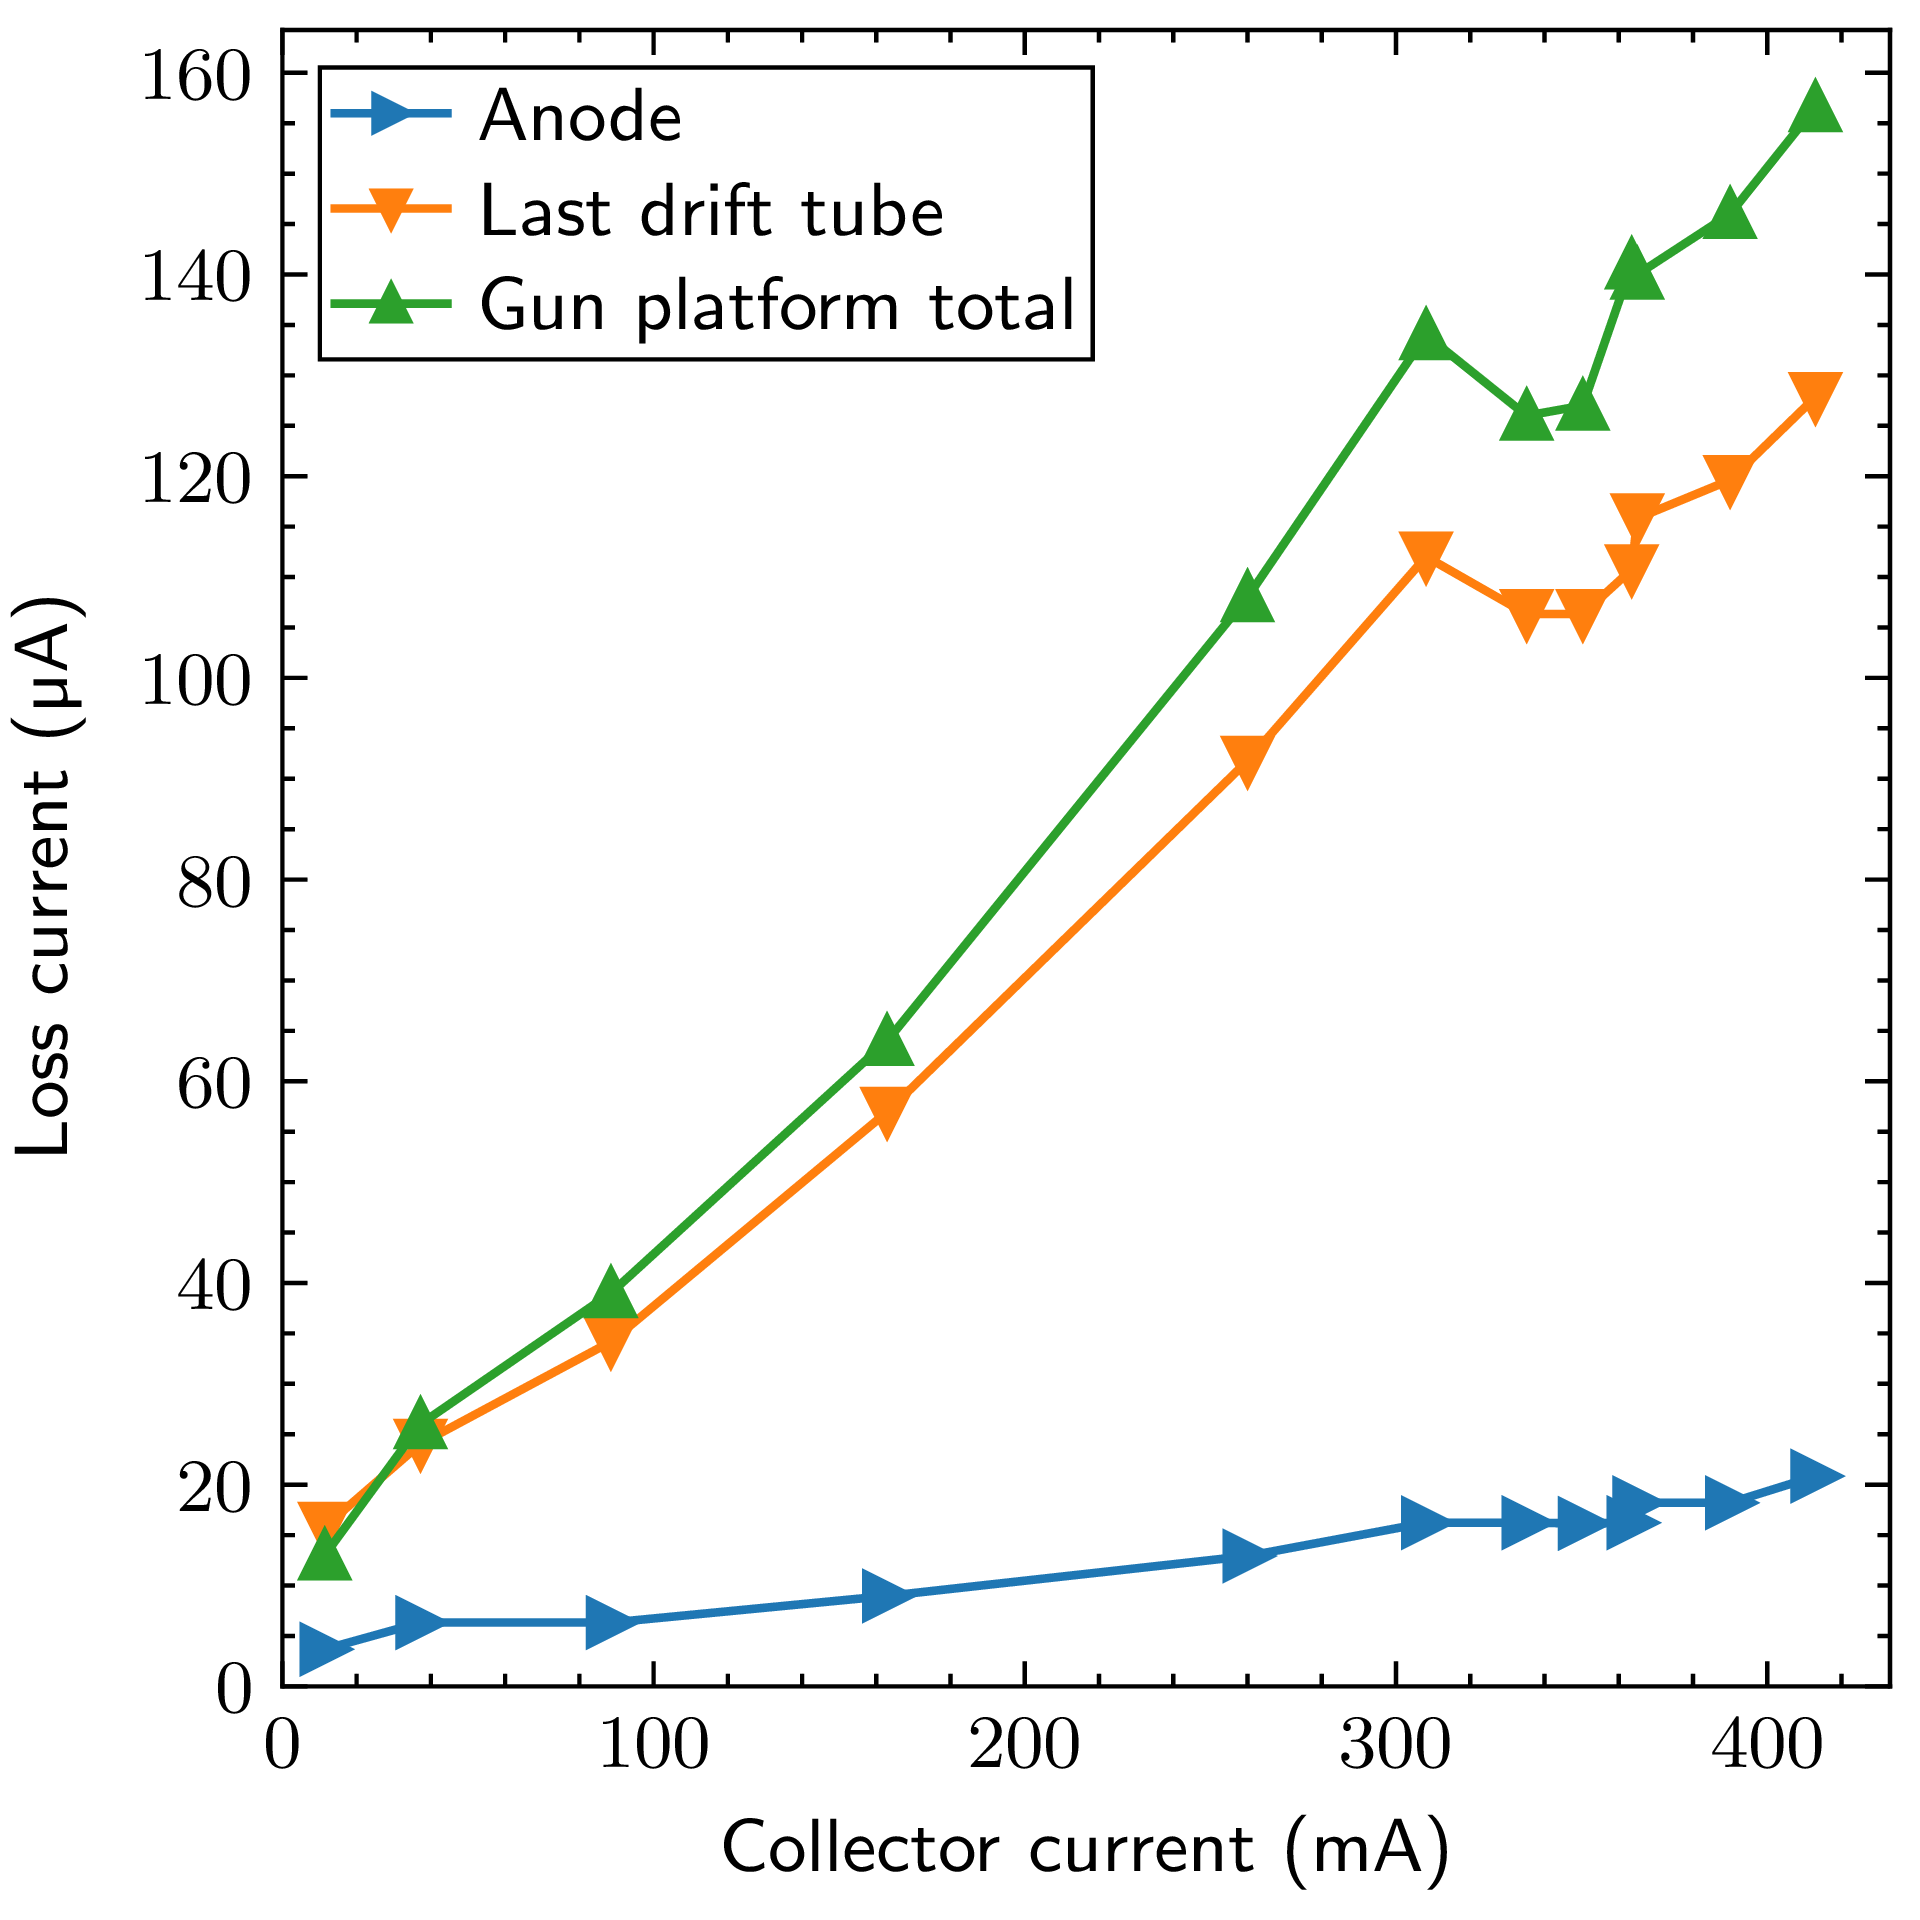 160
140
120
100
80
60
40
20
0
Loss current (µA)
Anode
Last drift tube
Gun platform total
0 100 200 300 400
Collector current (mA)